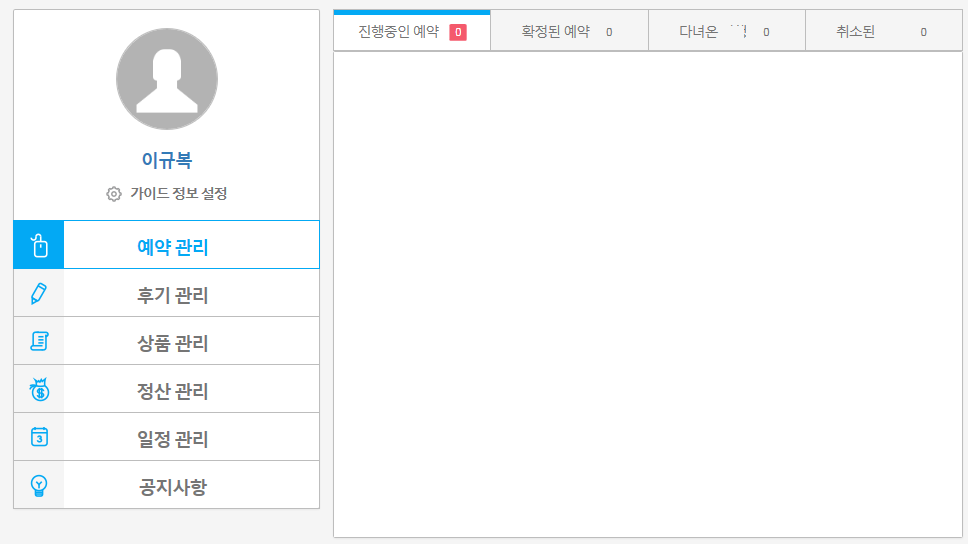 이규복
가이드 정보 설정
예약 관리
후기 관리
상품 관리
정산 관리
3
일정 관리
공지사항
진행중인 예약 0
확정된 예약 0
다녀온 0
취소된 0